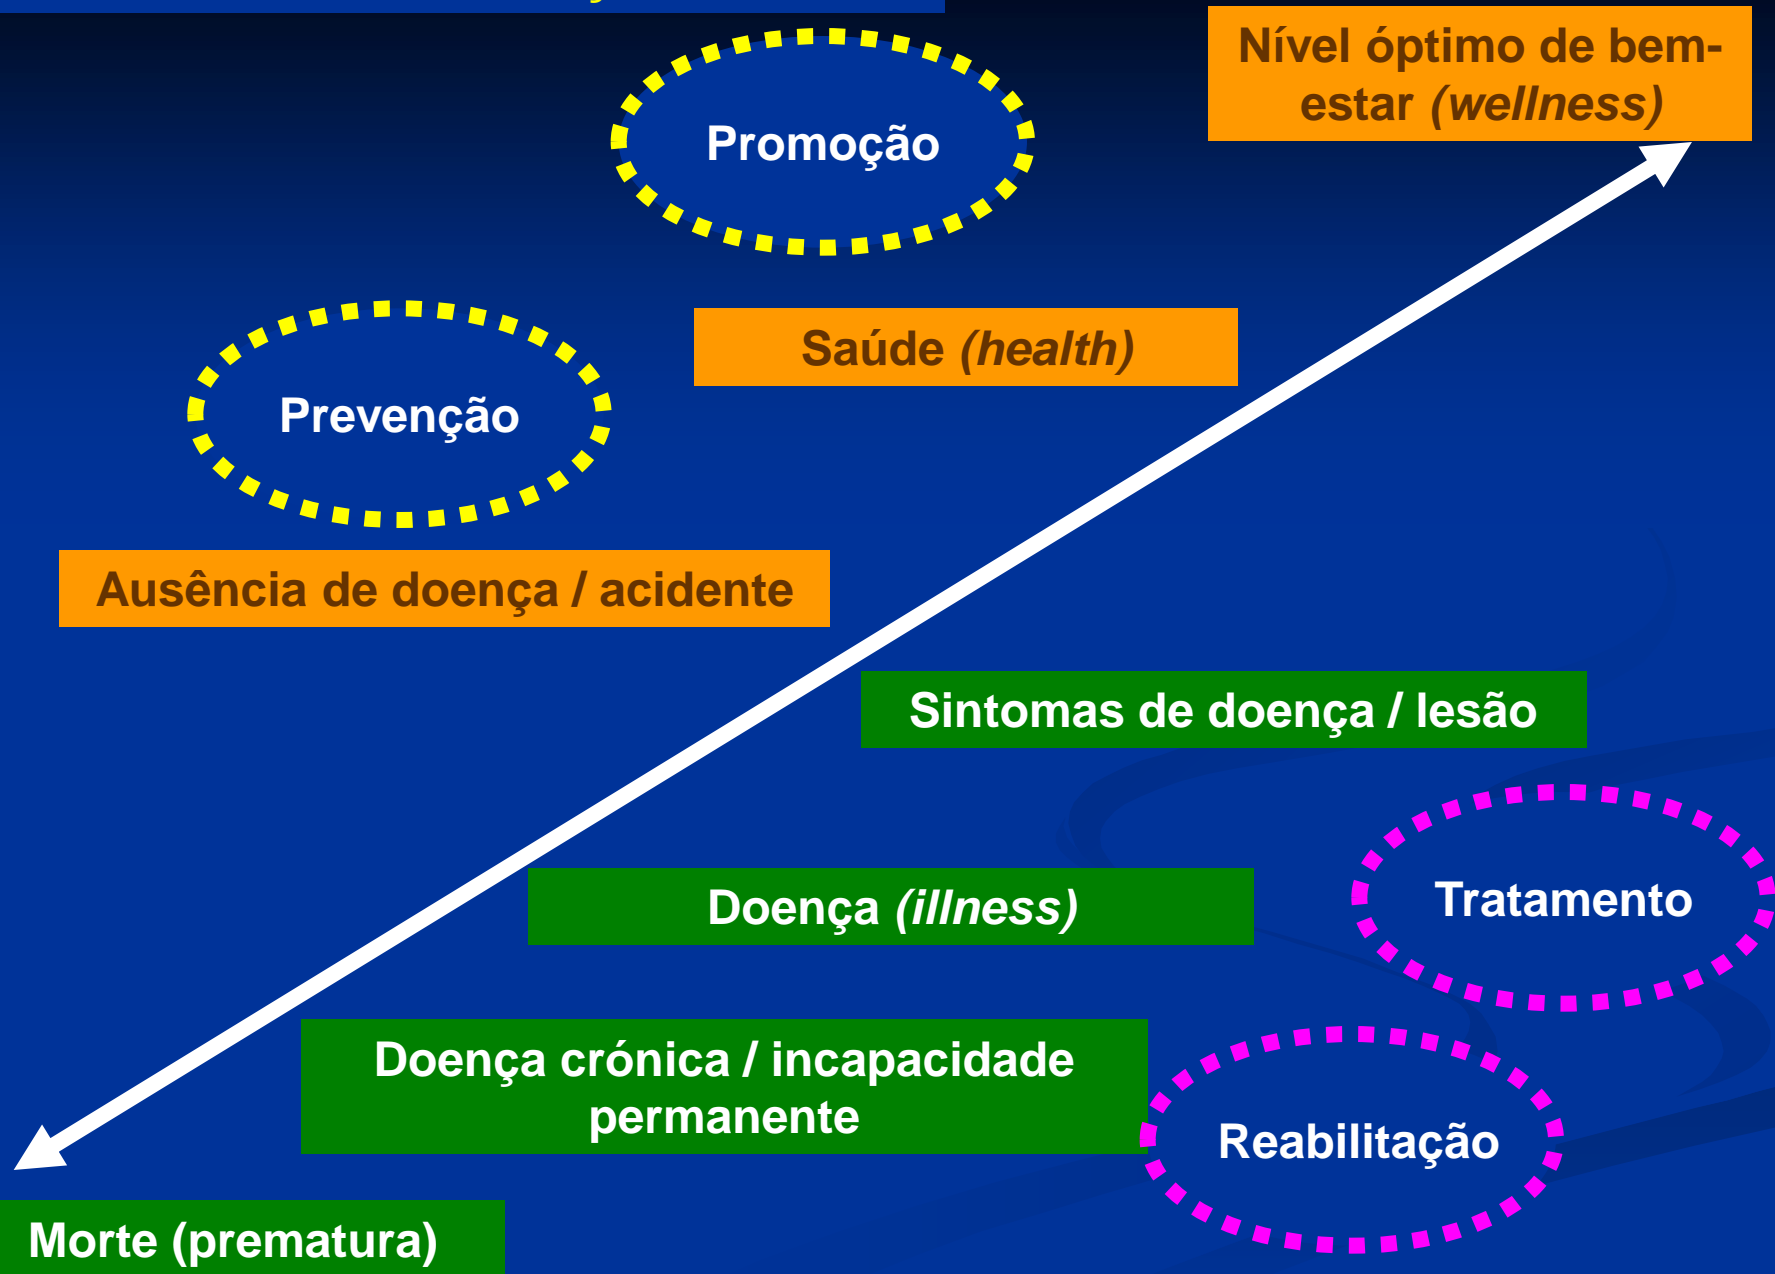 Nível óptimo de bem-
estar (wellness)
Promoção
Saúde (health)
Prevenção
Ausência de doença / acidente
Sintomas de doença / lesão
Tratamento
Doença (illness)
Doença crónica / incapacidade
permanente
Reabilitação
Morte (prematura)